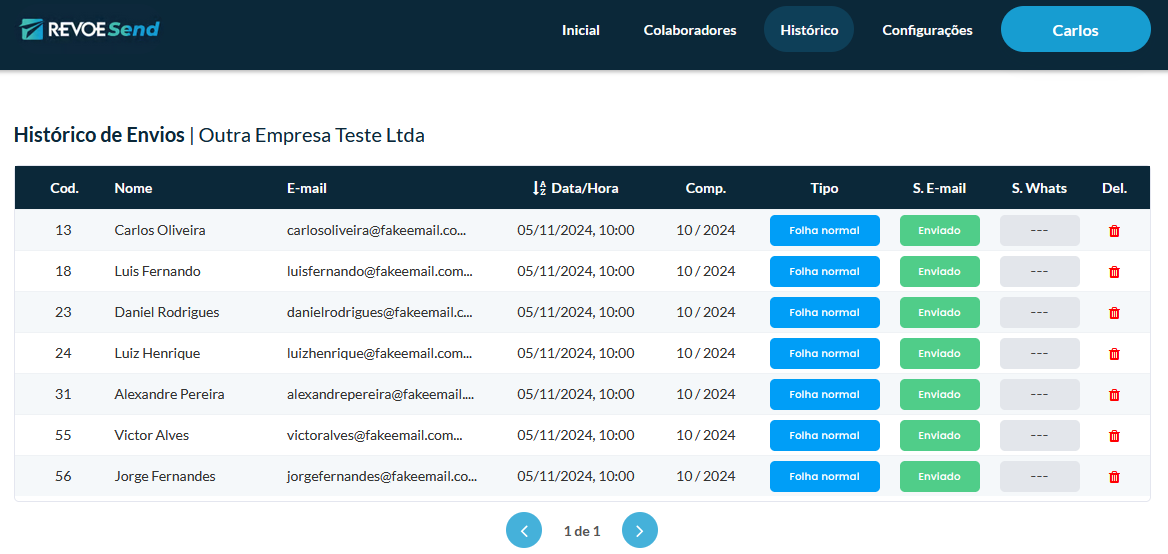 REVOESend Inicial Colaboradores Histórico Configurações Carlos
Histórico de Envios | Outra Empresa Teste Ltda
Cod. Nome E-mail Data/Hora Comp. Tipo S. E-mail S. Whats Del.
13 Carlos Oliveira carlosoliveira@fakeemail.co... 05/11/2024, 10:00 10 / 2024 Folha normal Enviado ---
18 Luis Fernando luisfernando@fakeemail.com... 05/11/2024, 10:00 10 / 2024 Folha normal Enviado ---
23 Daniel Rodrigues danielrodrigues@fakeemail.c... 05/11/2024, 10:00 10 / 2024 Folha normal Enviado ---
24 Luiz Henrique luizhenrique@fakeemail.com... 05/11/2024, 10:00 10 / 2024 Folha normal Enviado ---
31 Alexandre Pereira alexandrepereira@fakeemail.... 05/11/2024, 10:00 10 / 2024 Folha normal Enviado ---
55 Victor Alves victoralves@fakeemail.com... 05/11/2024, 10:00 10 / 2024 Folha normal Enviado ---
56 Jorge Fernandes jorgefernandes@fakeemail.co... 05/11/2024, 10:00 10 / 2024 Folha normal Enviado ---
1 de 1